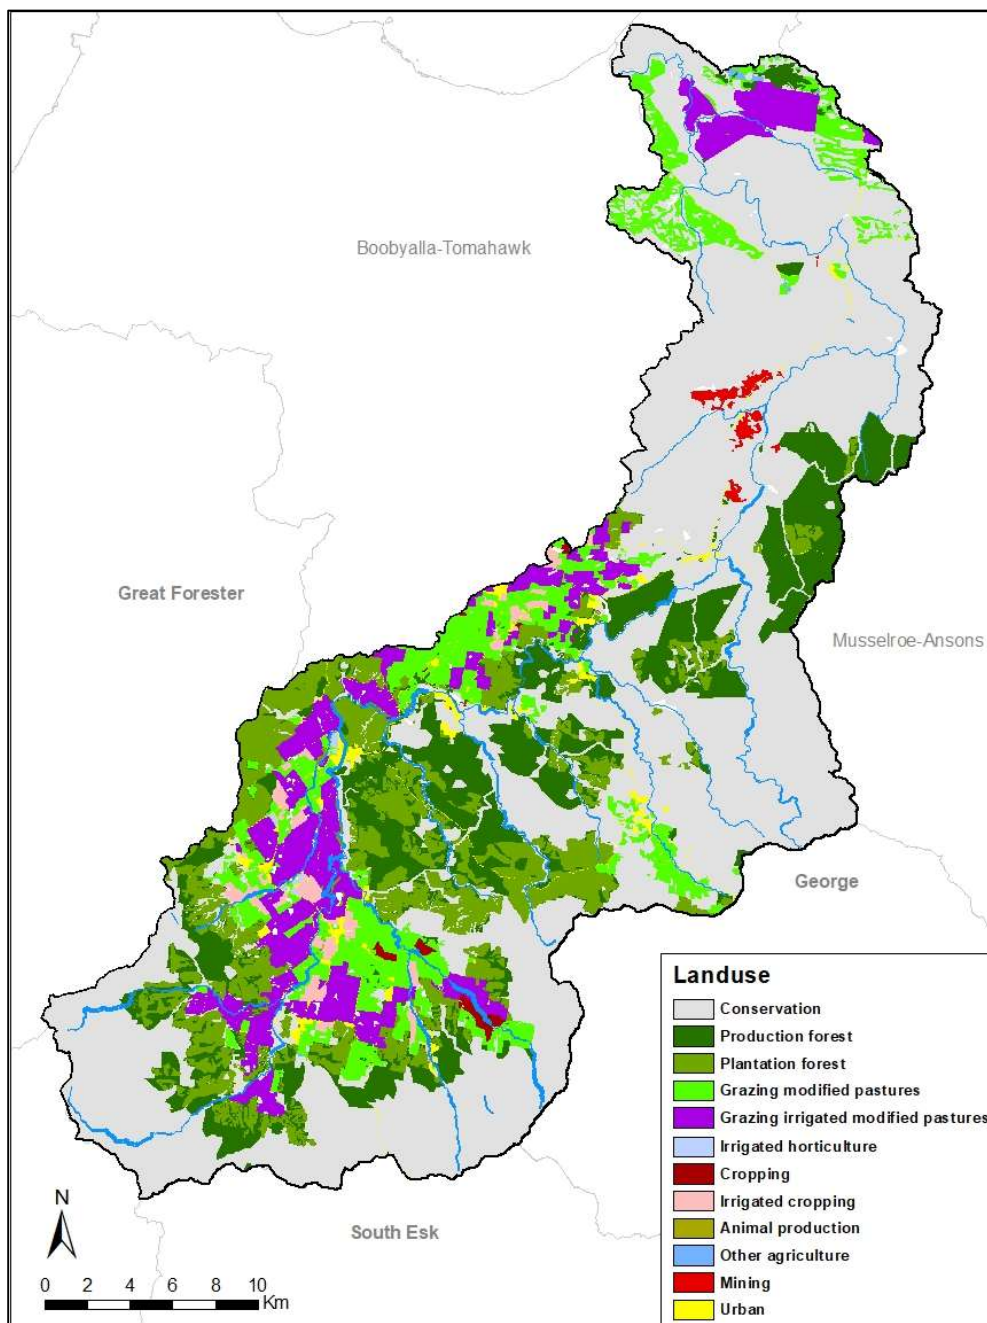 Boobyalla-Tomahawk
Great Forester
Musselroe-Ansons
George
South Esk
Landuse
Conservation
Production forest
Plantation forest
Grazing modified pastures
Grazing irrigated modified pastures
Irrigated horticulture
Cropping
Irrigated cropping
Animal production
Other agriculture
Mining
Urban
N
0 2 4 6 8 10
Km